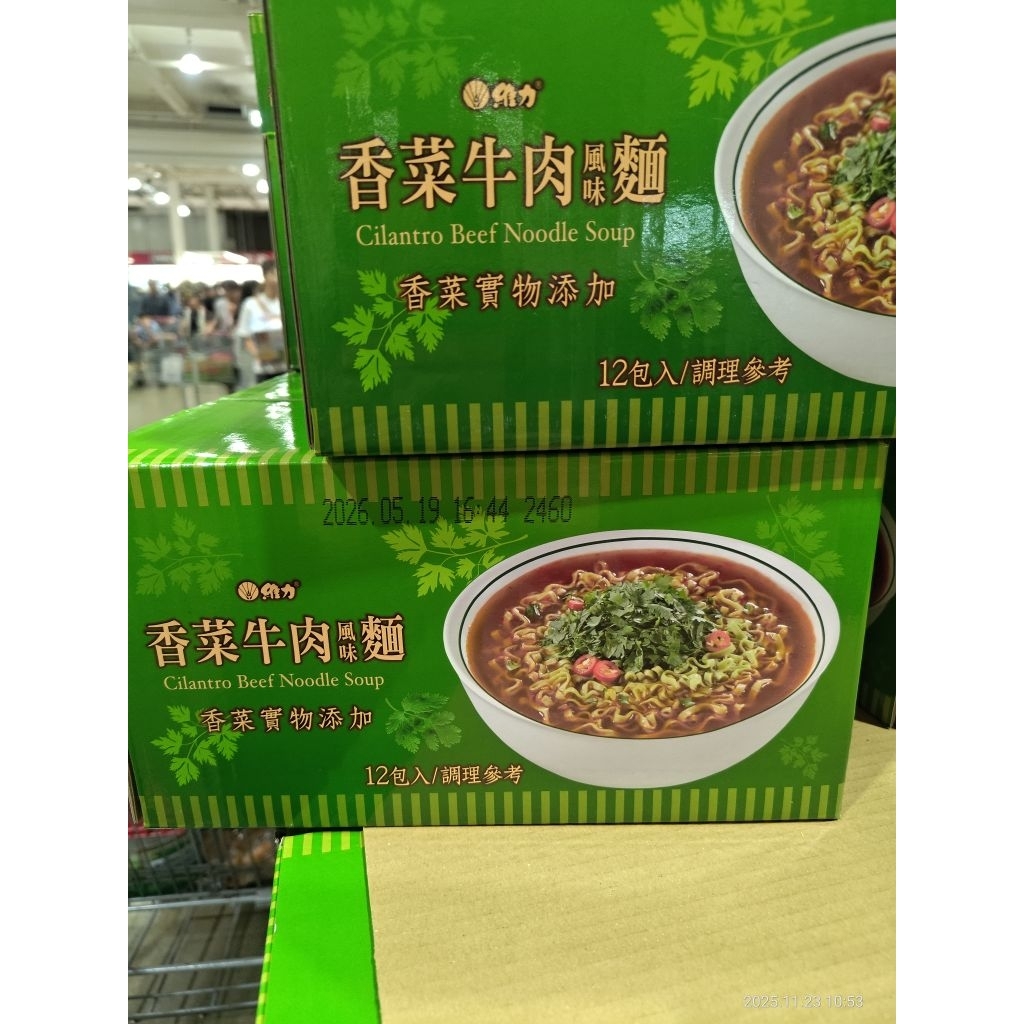 維力
香菜牛肉風味麵
Cilantro Beef Noodle Soup
香菜實物添加
12包入/調理參考
2026.05.19 16:44 2460
維力
香菜牛肉風味麵
Cilantro Beef Noodle Soup
香菜實物添加
12包入/調理參考
2025.11.23 10:53